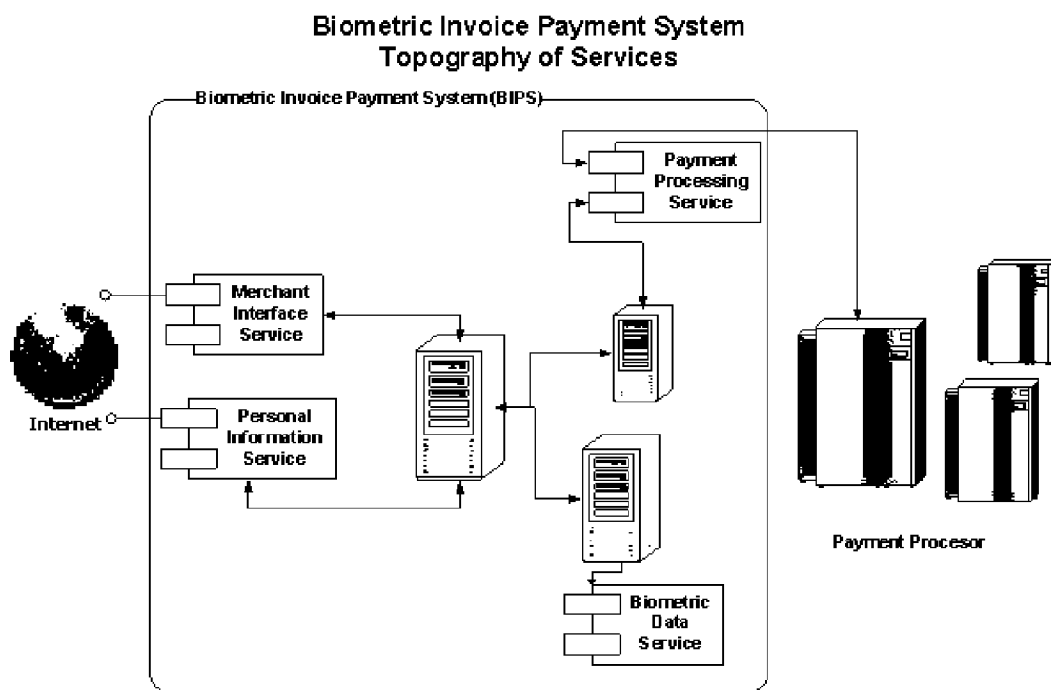 Biometric Invoice Payment System
Topography of Services
Biometric Invoice Payment System (BIPS)
Payment
Processing
Service
Merchant
Interface
Service
Internet
Personal
Information
Service
Payment Procesor
Biometric
Data
Service